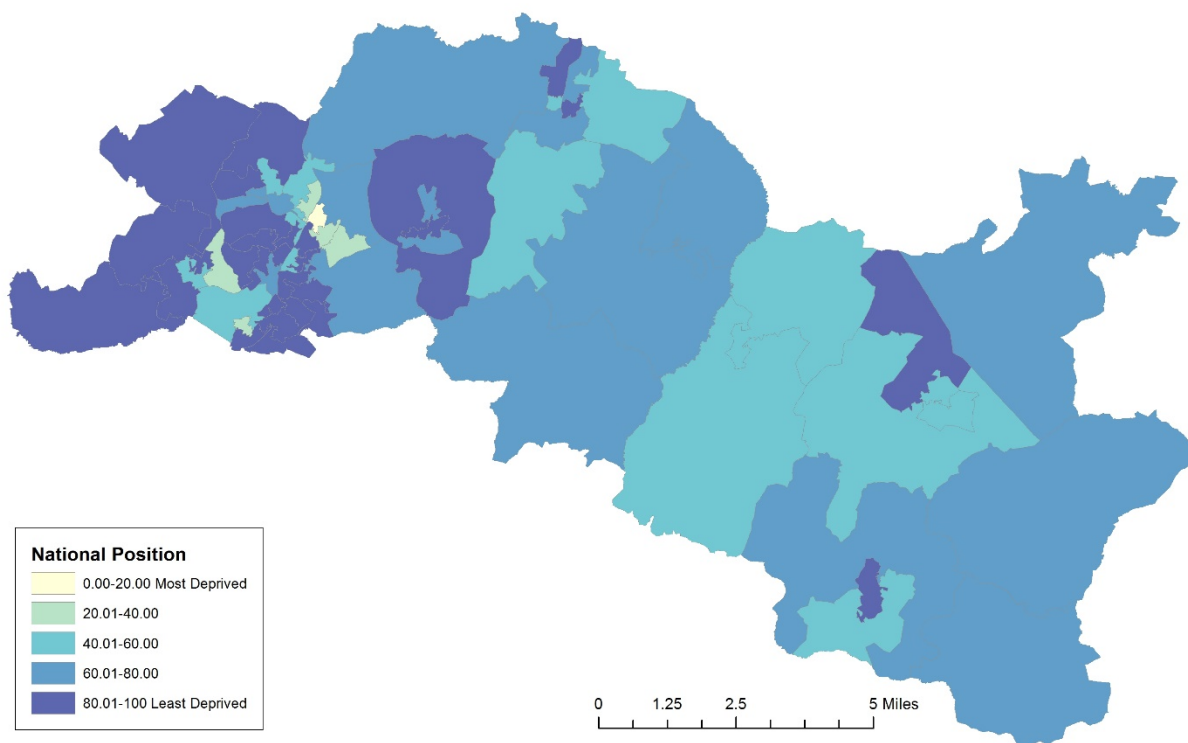 National Position
0.00-20.00 Most Deprived
20.01-40.00
40.01-60.00
60.01-80.00
80.01-100 Least Deprived
0 1.25 2.5 5 Miles